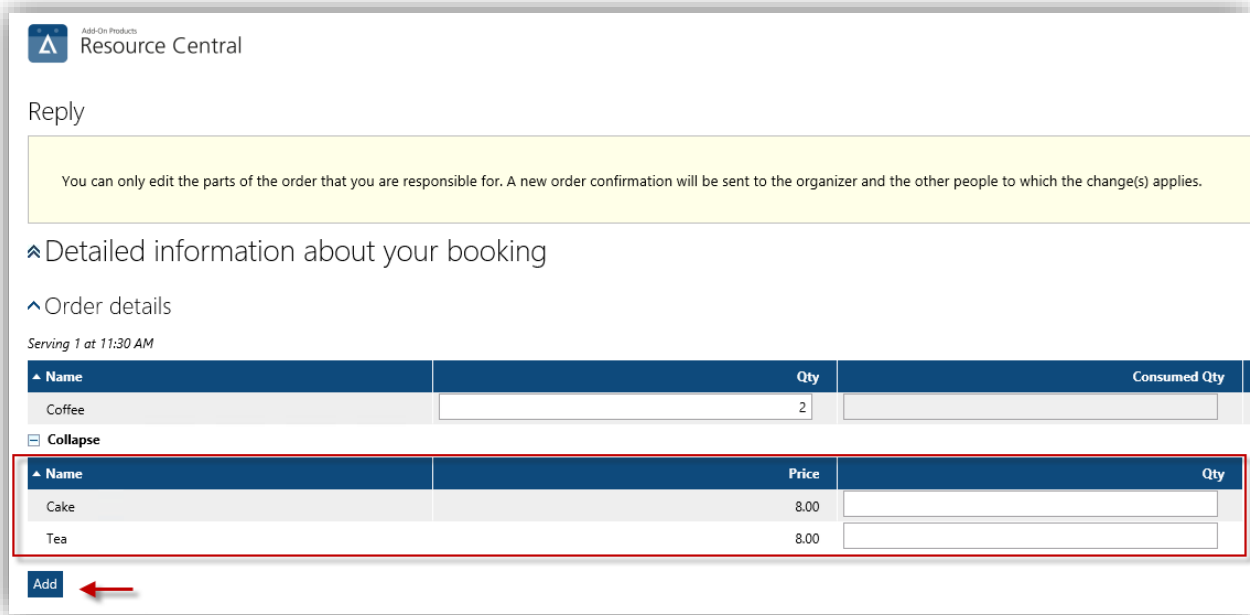 Add-On Products
Resource Central
Reply
You can only edit the parts of the order that you are responsible for. A new order confirmation will be sent to the organizer and the other people to which the change(s) applies.
Detailed information about your booking
Order details
Serving 1 at 11:30 AM
Name Qty Consumed Qty
Coffee 2
Collapse
Name Price Qty
Cake 8.00
Tea 8.00
Add